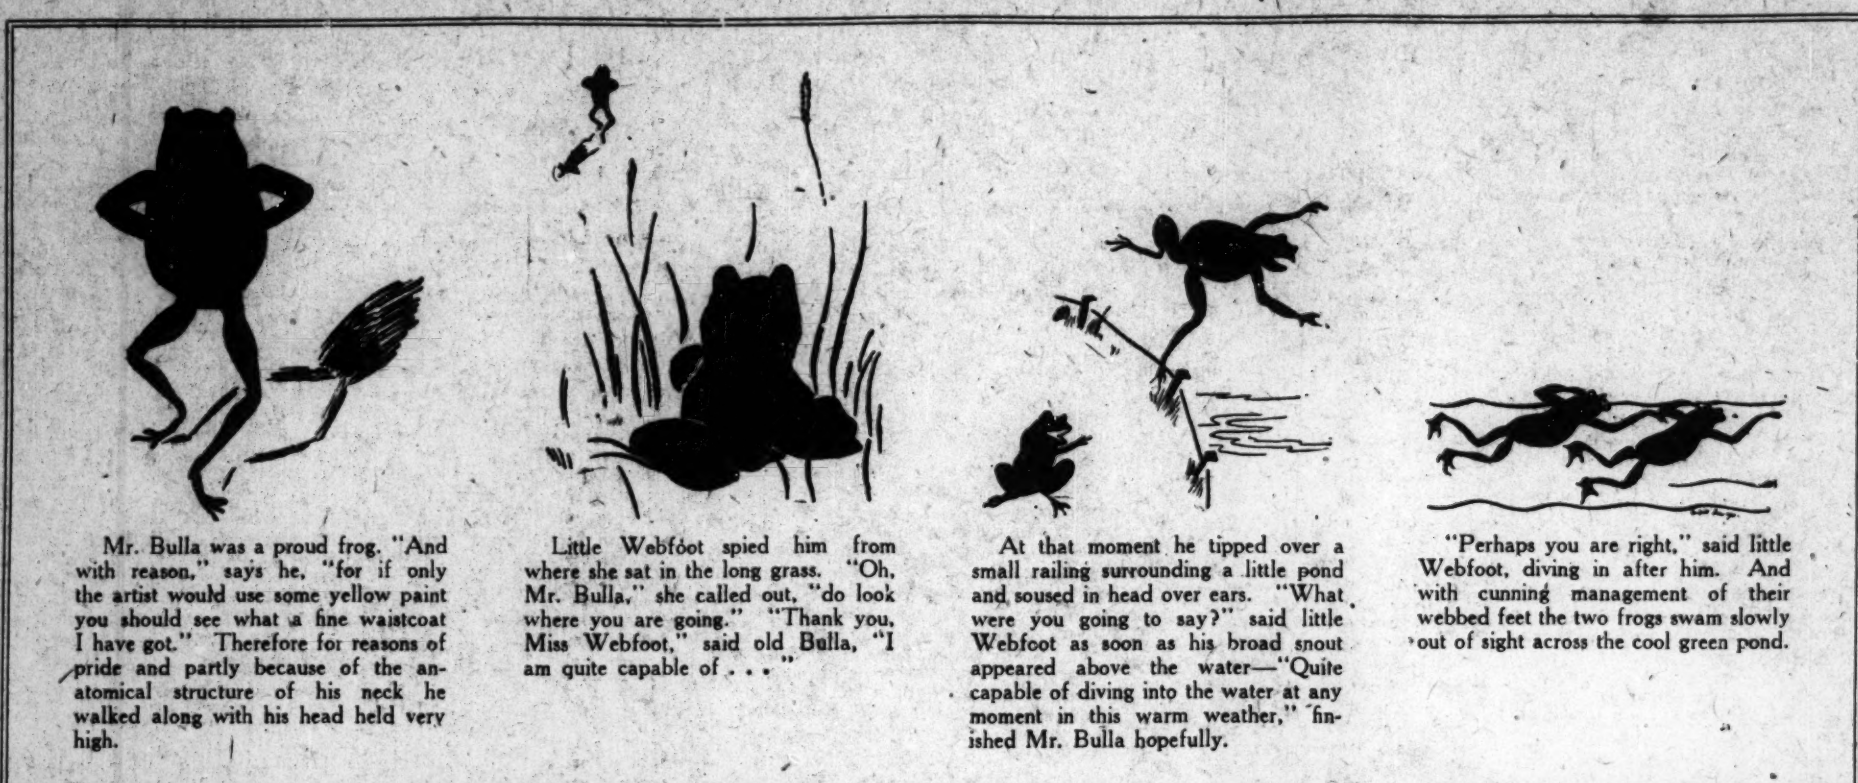 Mr. Bulla was a proud frog. "And
with reason," says he, "for if only
the artist would use some yellow paint
you should see what a fine waistcoat
I have got." Therefore for reasons of
pride and partly because of the an-
atomical structure of his neck he
walked along with his head held very
high.
Little Webfoot spied him from
where she sat in the long grass. "Oh,
Mr. Bulla," she called out, "do look
where you are going." "Thank you,
Miss Webfoot," said old Bulla, "I
am quite capable of . . . "
At that moment he tipped over a
small railing surrounding a little pond
and soused in head over ears. "What
were you going to say?" said little
Webfoot as soon as his broad snout
appeared above the water—"Quite
capable of diving into the water at any
moment in this warm weather," fin-
ished Mr. Bulla hopefully.
"Perhaps you are right," said little
Webfoot, diving in after him. And
with cunning management of their
webbed feet the two frogs swam slowly
out of sight across the cool green pond.